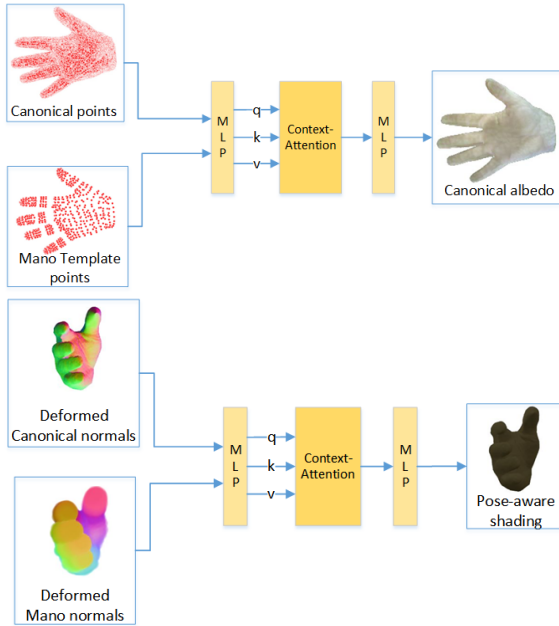 Canonical points
Mano Template
points
M
L
P
q
k
v
Context-
Attention
M
L
P
Canonical albedo
Deformed
Canonical normals
Deformed
Mano normals
M
L
P
q
k
v
Context-
Attention
M
L
P
Pose-aware
shading